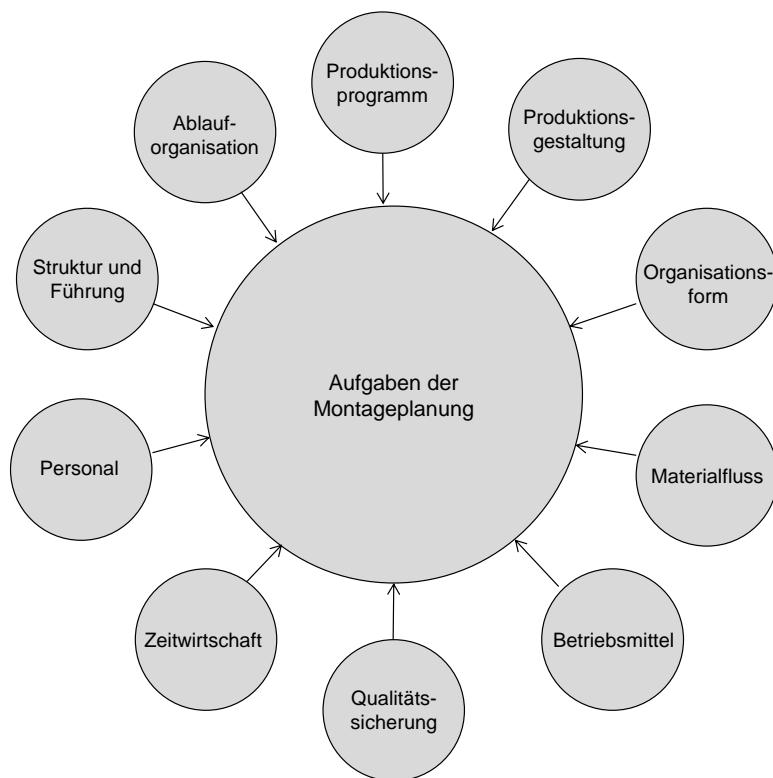 Produktions-
programm
Produktions-
gestaltung
Organisations-
form
Materialfluss
Betriebsmittel
Qualitäts-
sicherung
Zeitwirtschaft
Personal
Struktur und
Führung
Ablauf-
organisation
Aufgaben der
Montageplanung